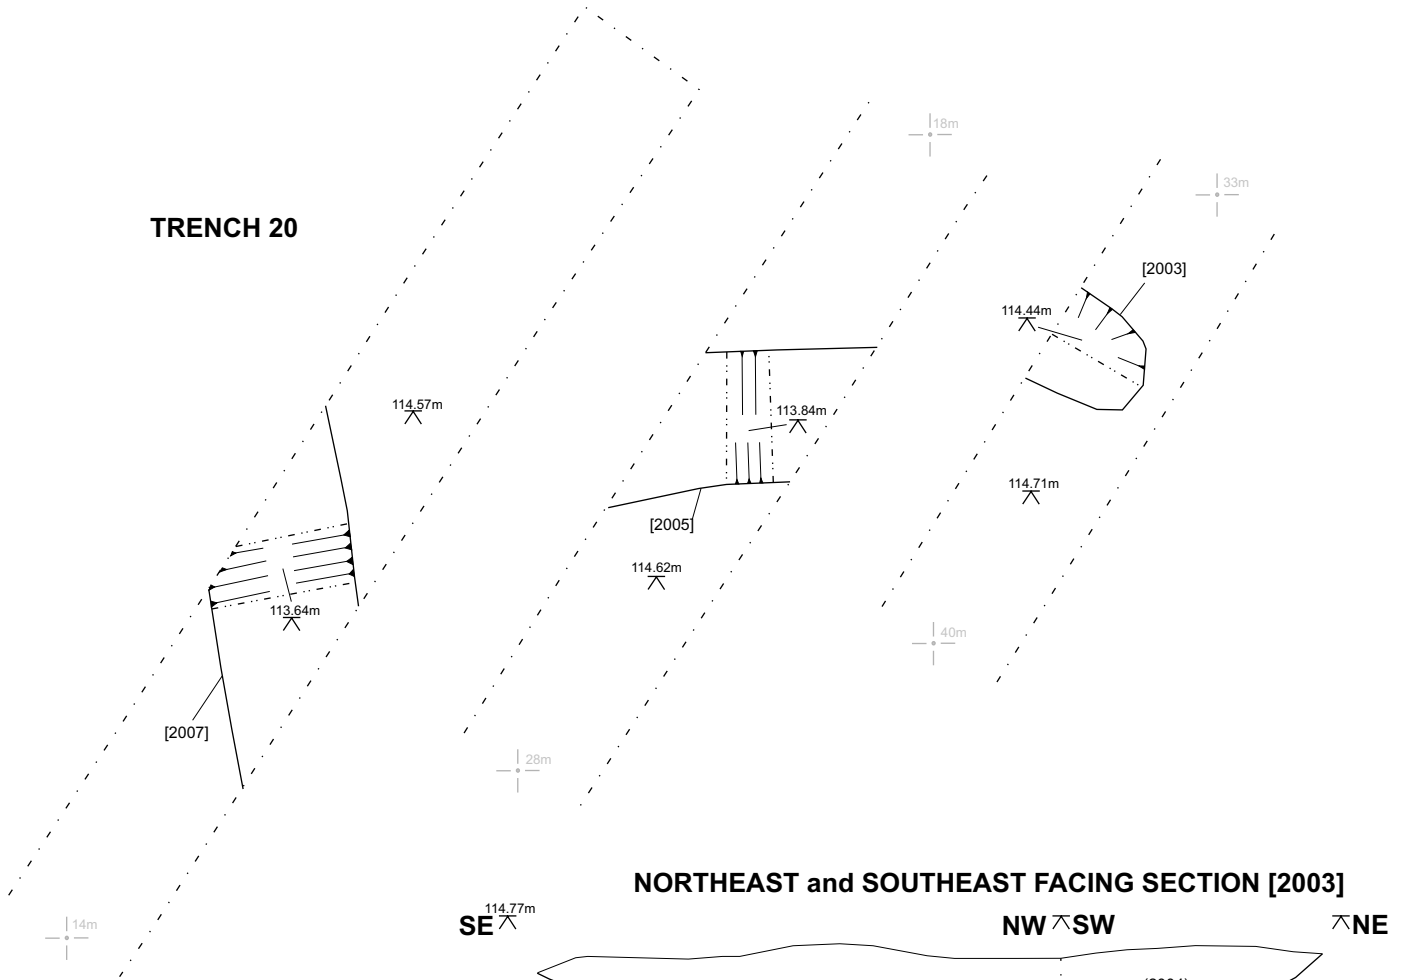 18m
33m
TRENCH 20
[2003]
114.44m
114.57m
113.84m
114.71m
[2005]
114.62m
113.64m
40m
[2007]
28m
NORTHEAST and SOUTHEAST FACING SECTION [2003]
14m
SE 114.77m NW SW NE